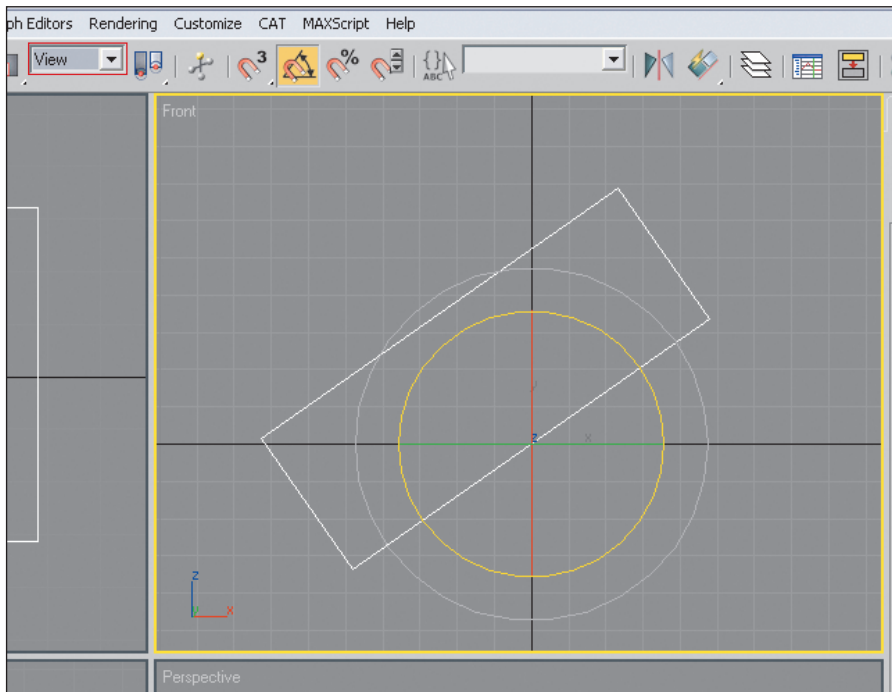 ph Editors Rendering Customize CAT MAXScript Help
View 3 % {} ABC
Front
y
z x
z
y x
Perspective